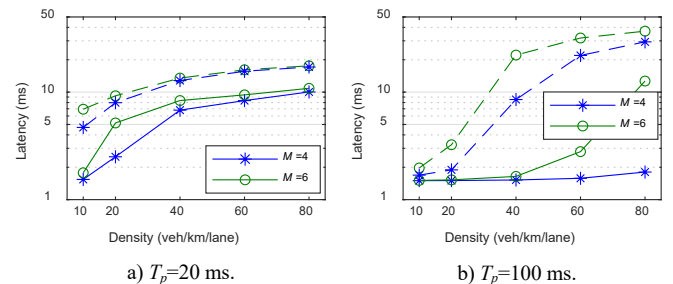 50
10
5
1
Latency (ms)
M =4
M =6
10 20 40 60 80
Density (veh/km/lane)
a) Tp=20 ms.
50
10
5
1
Latency (ms)
M =4
M =6
10 20 40 60 80
Density (veh/km/lane)
b) Tp=100 ms.